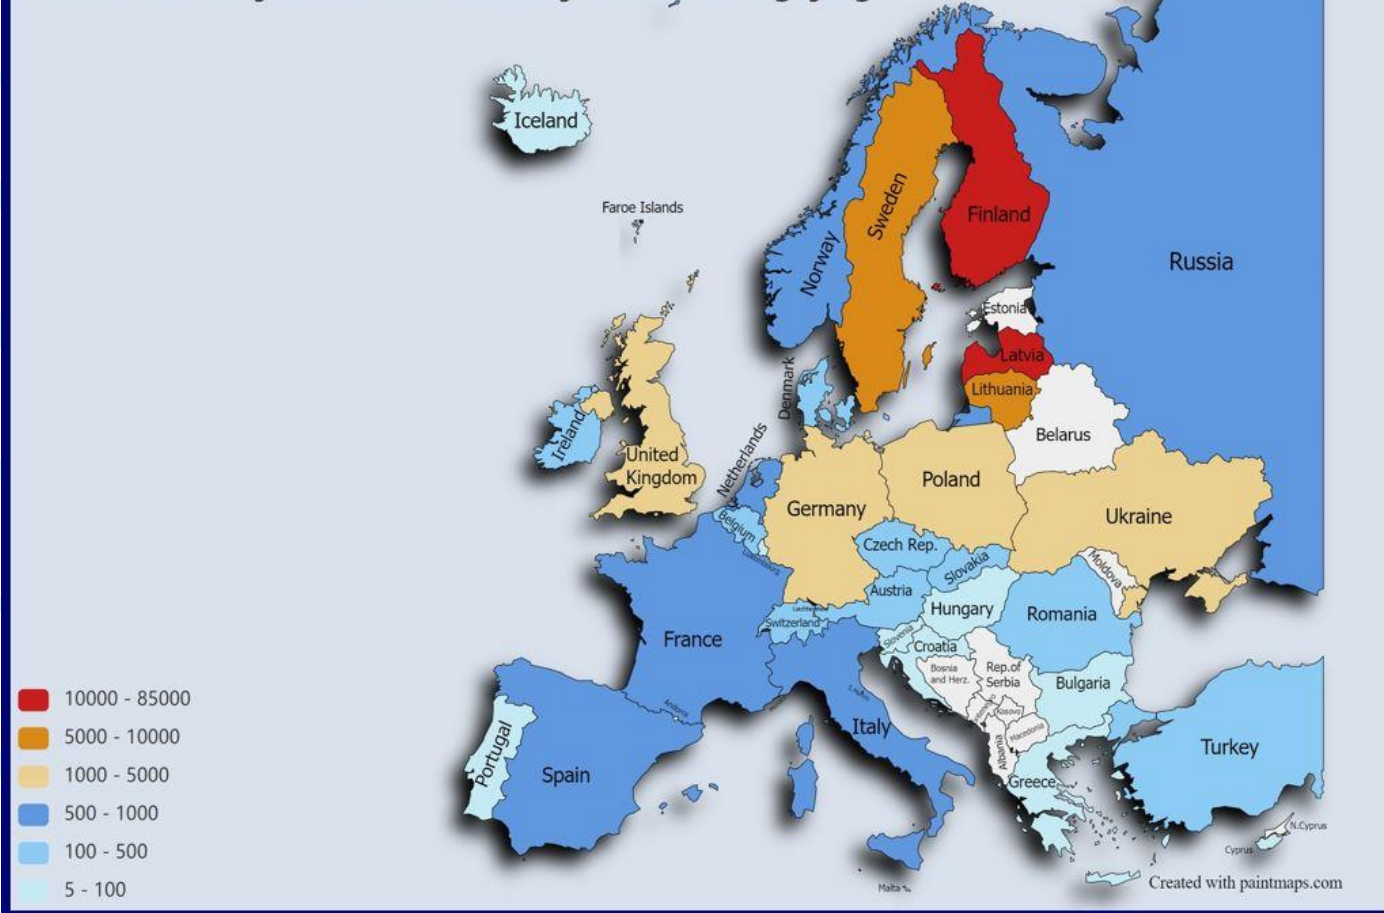 Iceland
Faroe Islands
Sweden
Finland
Norway
Russia
Estonia
Latvia
Lithuania
Denmark
Belarus
Ireland
United
Kingdom
Netherlands
Poland
Germany
Ukraine
Belgium
Luxembourg
Czech Rep.
Slovakia
Moldova
Austria
Liechtenstein
Switzerland
Hungary
Romania
France
Slovenia
Croatia
Bosnia
and Herz.
Rep.of
Serbia
Bulgaria
Andorra
Kosovo
Macedonia
Albania
Italy
Portugal
Spain
Greece
Turkey
N.Cyprus
Cyprus
Malta
10000 - 85000
5000 - 10000
1000 - 5000
500 - 1000
100 - 500
5 - 100
Created with paintmaps.com